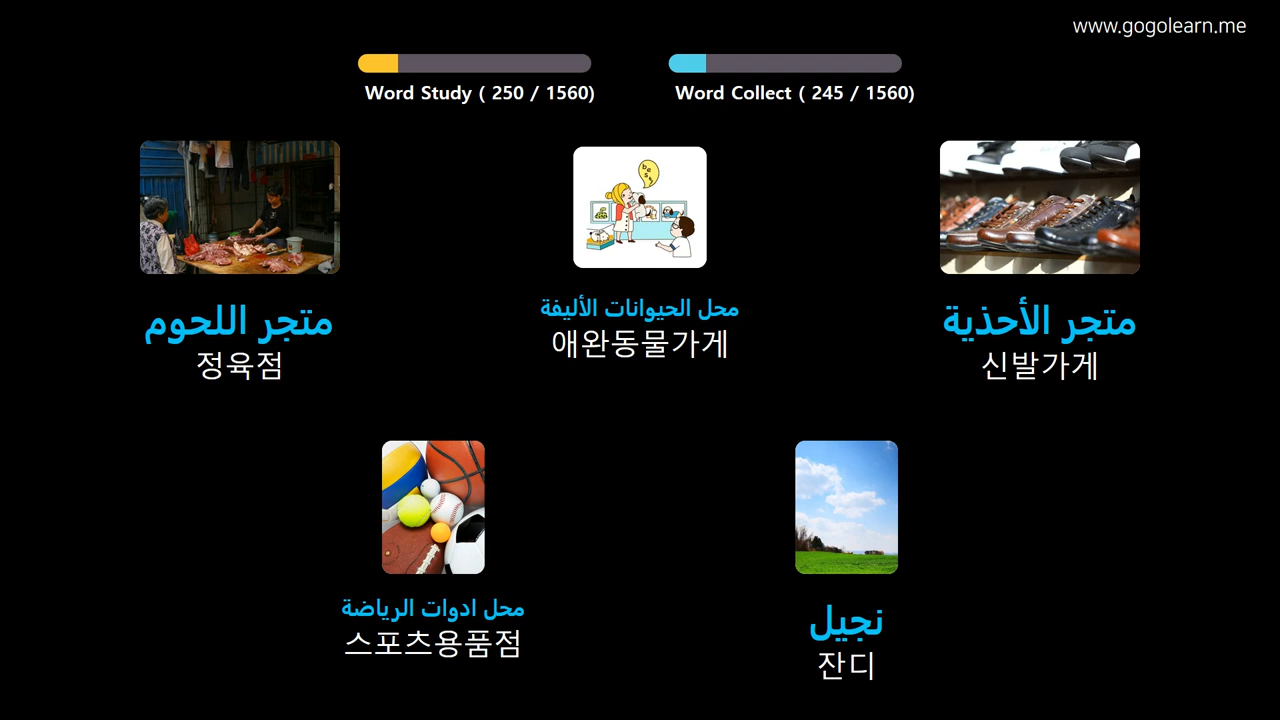 www.gogolearn.me
Word Study ( 250 / 1560)
Word Collect ( 245 / 1560)
متجر اللحوم
정육점
best
محل الحيوانات الأليفة
애완동물가게
متجر الأحذية
신발가게
محل ادوات الرياضة
스포츠용품점
نجيل
잔디